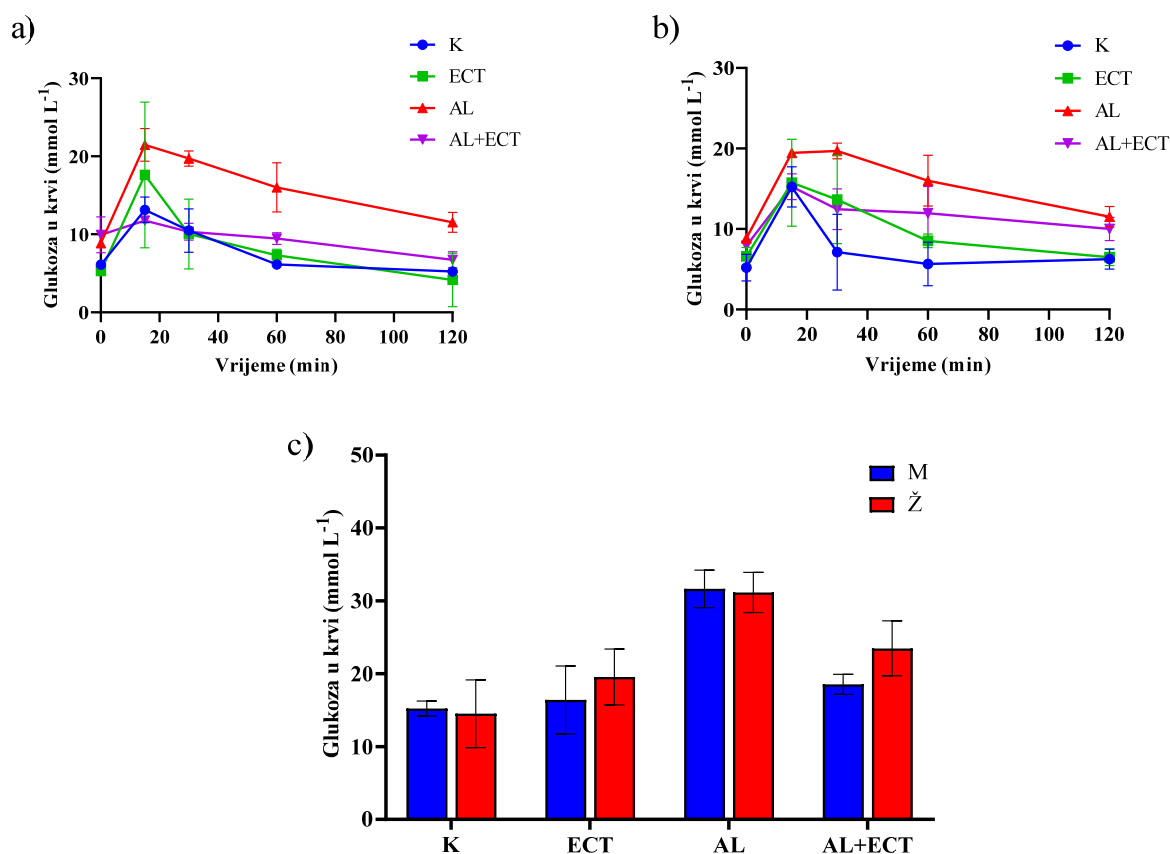 a)
K
ECT
AL
AL+ECT
Glukoza u krvi (mmol L⁻¹)
30
20
10
0
0 20 40 60 80 100 120
Vrijeme (min)
b)
K
ECT
AL
AL+ECT
Glukoza u krvi (mmol L⁻¹)
30
20
10
0
0 20 40 60 80 100 120
Vrijeme (min)
c)
M
Ž
Glukoza u krvi (mmol L⁻¹)
50
40
30
20
10
0
K ECT AL AL+ECT